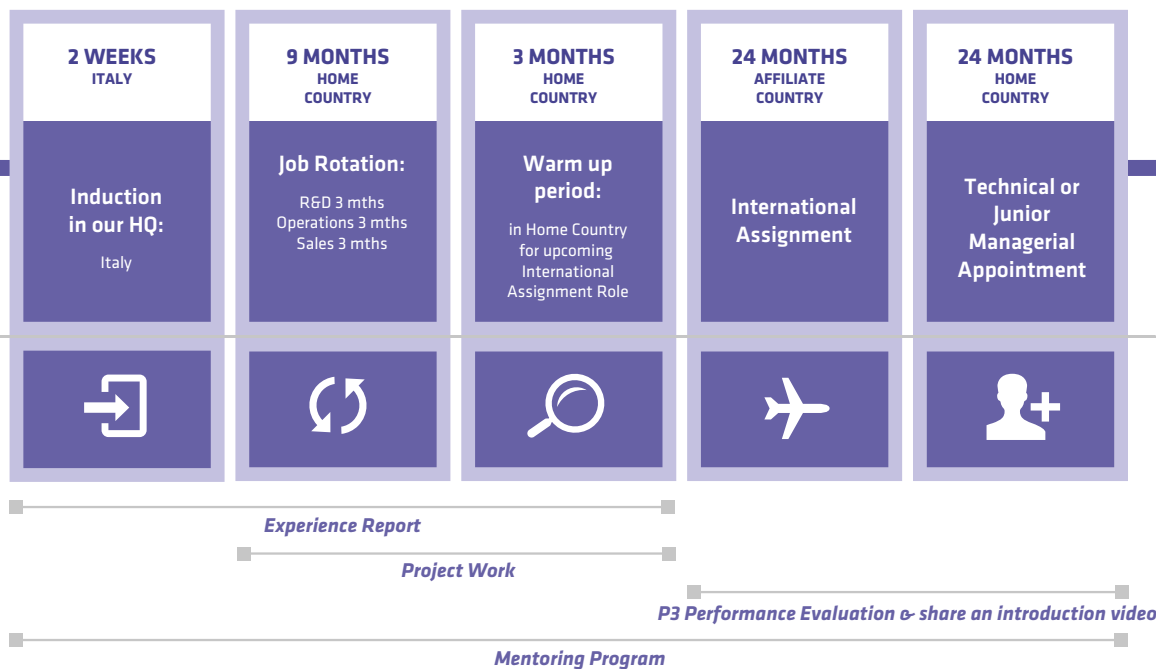 2 WEEKS
ITALY
Induction
in our HQ:
Italy
9 MONTHS
HOME
COUNTRY
Job Rotation:
R&D 3 mths
Operations 3 mths
Sales 3 mths
3 MONTHS
HOME
COUNTRY
Warm up
period:
in Home Country
for upcoming
International
Assignment Role
24 MONTHS
AFFILIATE
COUNTRY
International
Assignment
24 MONTHS
HOME
COUNTRY
Technical or
Junior
Managerial
Appointment
Experience Report
Project Work
P3 Performance Evaluation & share an introduction video
Mentoring Program